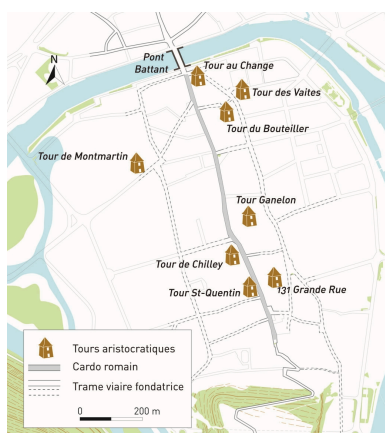 Pont
Battant
N
Tour au Change
Tour des Vaites
Tour du Bouteiller
Tour de Montmartin
Tour Ganelon
Tour de Chilley
131 Grande Rue
Tour St-Quentin
Tours aristocratiques
Cardo romain
Trame viaire fondatrice
0 200 m